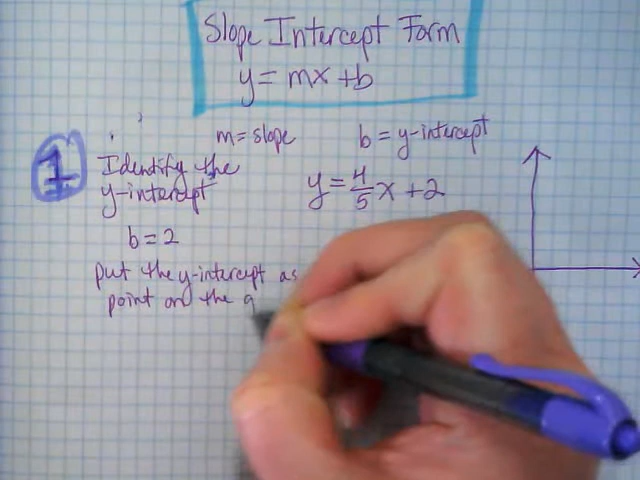 Slope Intercept Form
y = mx + b
m = slope
b = y-intercept
1
Identify the
y-intercept
y = 4/5 x + 2
b = 2
put the y-intercept as
point on the g